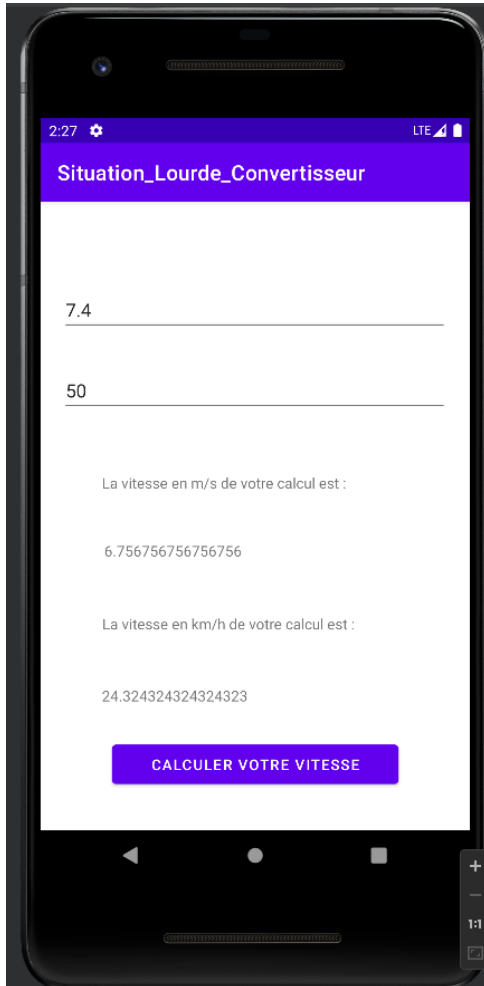 2:27 LTE
Situation_Lourde_Convertisseur
7.4
50
La vitesse en m/s de votre calcul est :
6.756756756756756
La vitesse en km/h de votre calcul est :
24.324324324324323
CALCULER VOTRE VITESSE
1:1